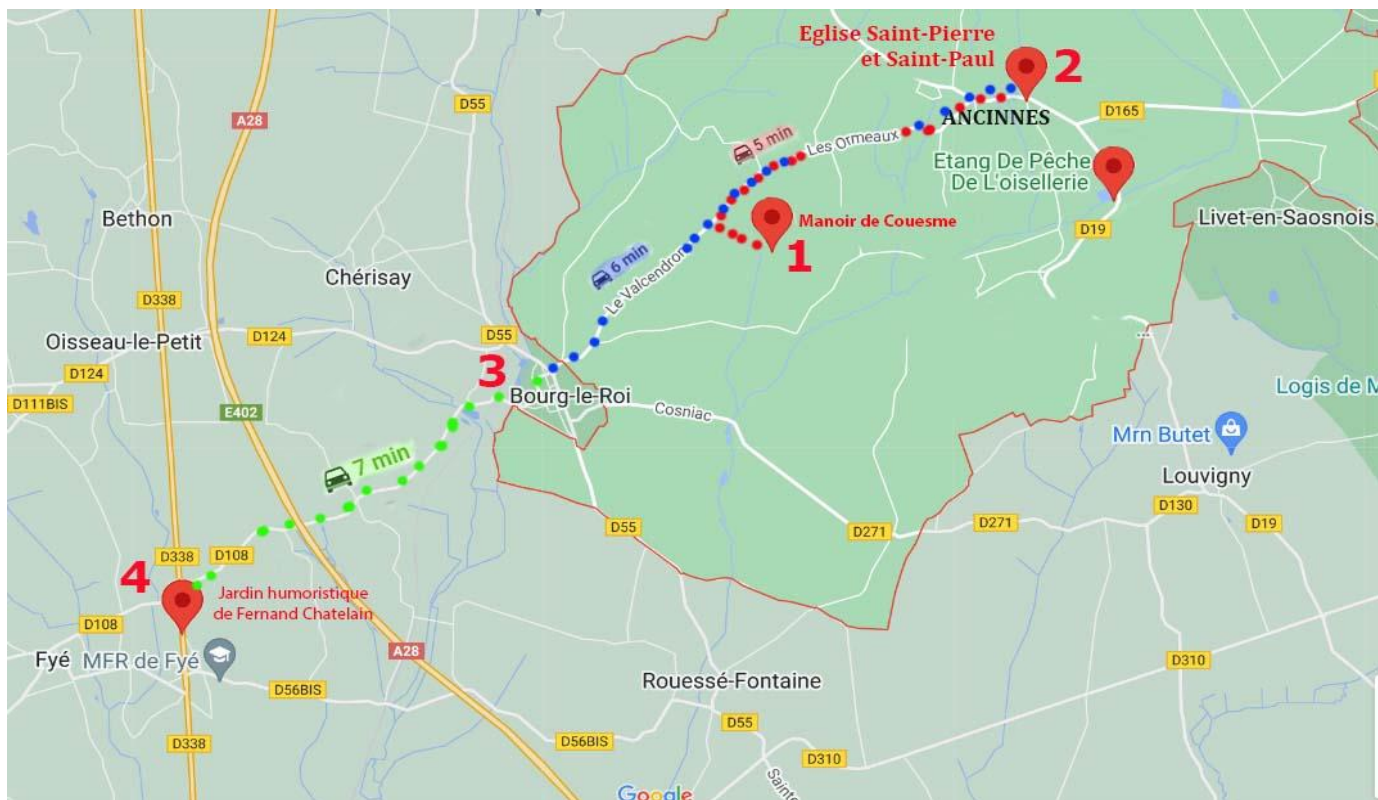 Eglise Saint-Pierre
et Saint-Paul
2
D55
A28
D165
ANCINNES
5 min
Les Ormeaux
Etang De Pêche
De L'oisellerie
Bethon
Manoir de Couesme
1
Livet-en-Saosnois
D19
6 min
Le Valcendron
Chérisay
D338
Oisseau-le-Petit
D124
D55
...
3
D124
D111BIS
E402
Bourg-le-Roi
Cosniac
Logis de M
Mrn Butet
7 min
Louvigny
D130
D19
D55
D271
D271
D338
D108
4
Jardin humoristique
de Fernand Chatelain
D108
Fyé
MFR de Fyé
A28
D310
D56BIS
Rouessé-Fontaine
D55
D56BIS
D338
D310
Sainte
Google